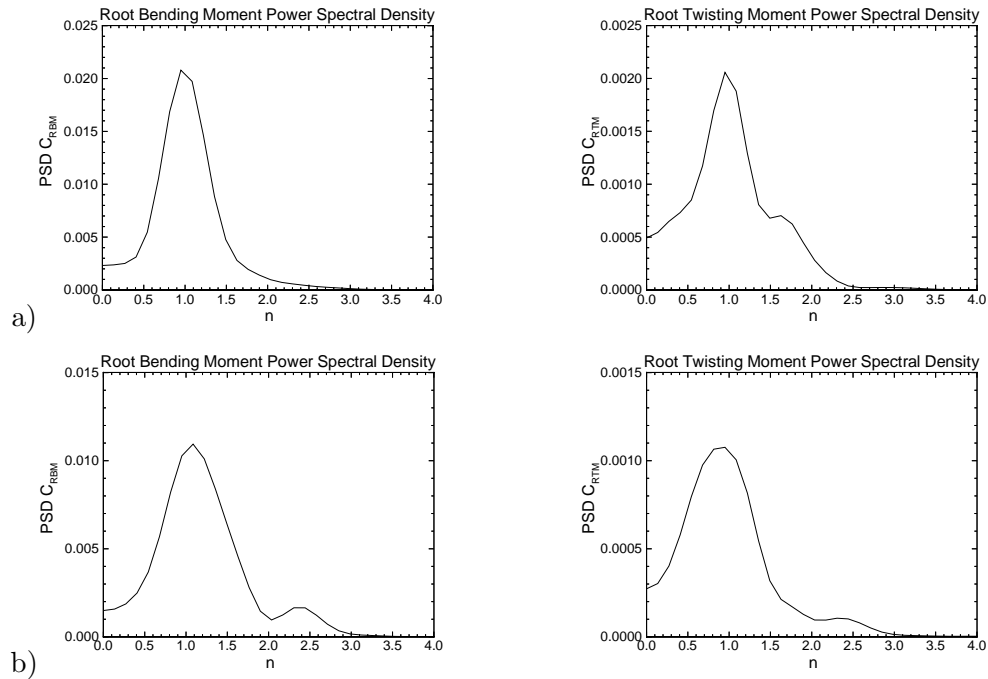 Root Bending Moment Power Spectral Density
0.025
0.020
0.015
0.010
0.005
0.000
PSD C_RBM
0.0 0.5 1.0 1.5 2.0 2.5 3.0 3.5 4.0
n
Root Twisting Moment Power Spectral Density
0.0025
0.0020
0.0015
0.0010
0.0005
0.0000
PSD C_RTM
0.0 0.5 1.0 1.5 2.0 2.5 3.0 3.5 4.0
n
a)
Root Bending Moment Power Spectral Density
0.015
0.010
0.005
0.000
PSD C_RBM
0.0 0.5 1.0 1.5 2.0 2.5 3.0 3.5 4.0
n
Root Twisting Moment Power Spectral Density
0.0015
0.0010
0.0005
0.0000
PSD C_RTM
0.0 0.5 1.0 1.5 2.0 2.5 3.0 3.5 4.0
n
b)